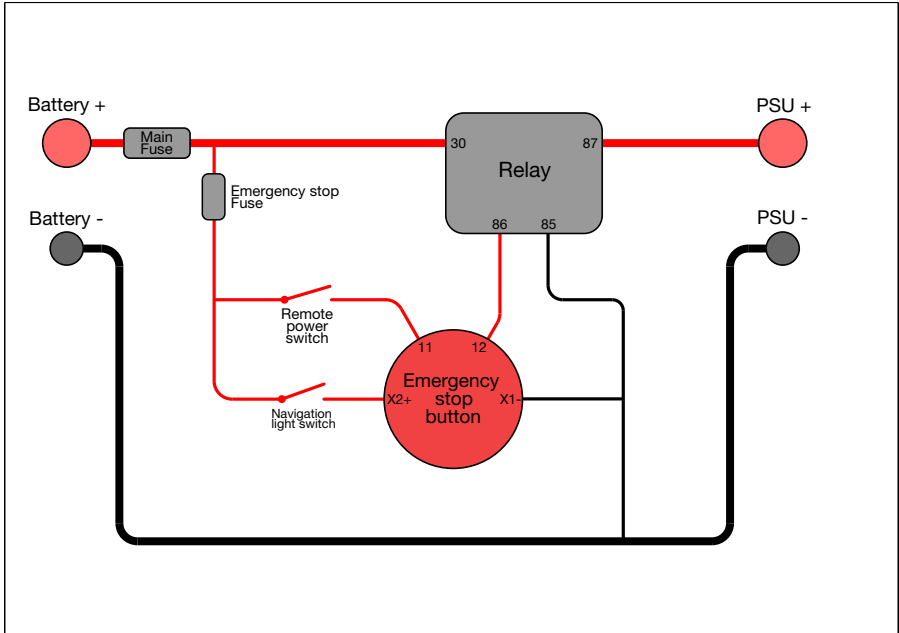 Battery +
PSU +
Main
Fuse
30
87
Relay
Emergency stop
Fuse
Battery -
PSU -
86
85
Remote
power
switch
11
12
Emergency
stop
button
X2+
X1-
Navigation
light switch